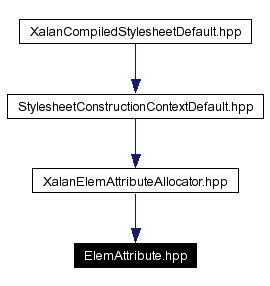 XalanCompiledStylesheetDefault.hpp
StylesheetConstructionContextDefault.hpp
XalanElemAttributeAllocator.hpp
ElemAttribute.hpp